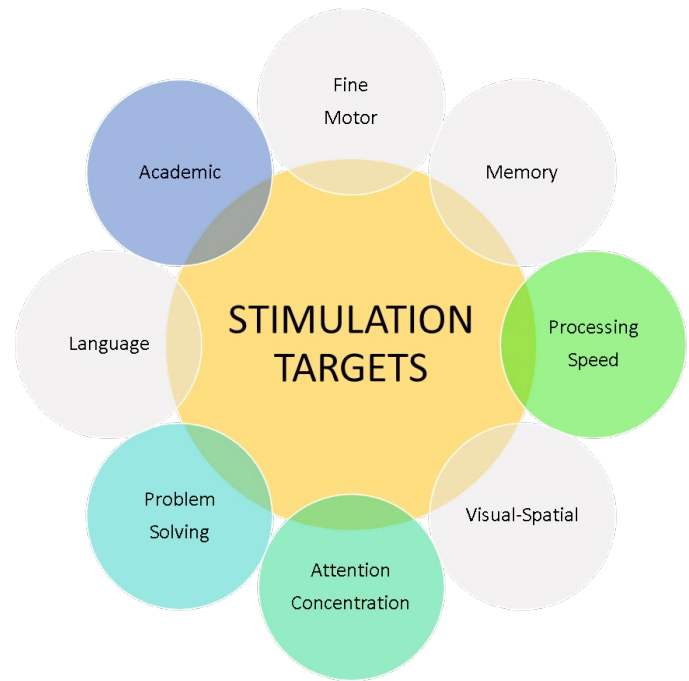 Fine
Motor
Academic
Memory
STIMULATION
TARGETS
Language
Processing
Speed
Problem
Solving
Visual-Spatial
Attention
Concentration